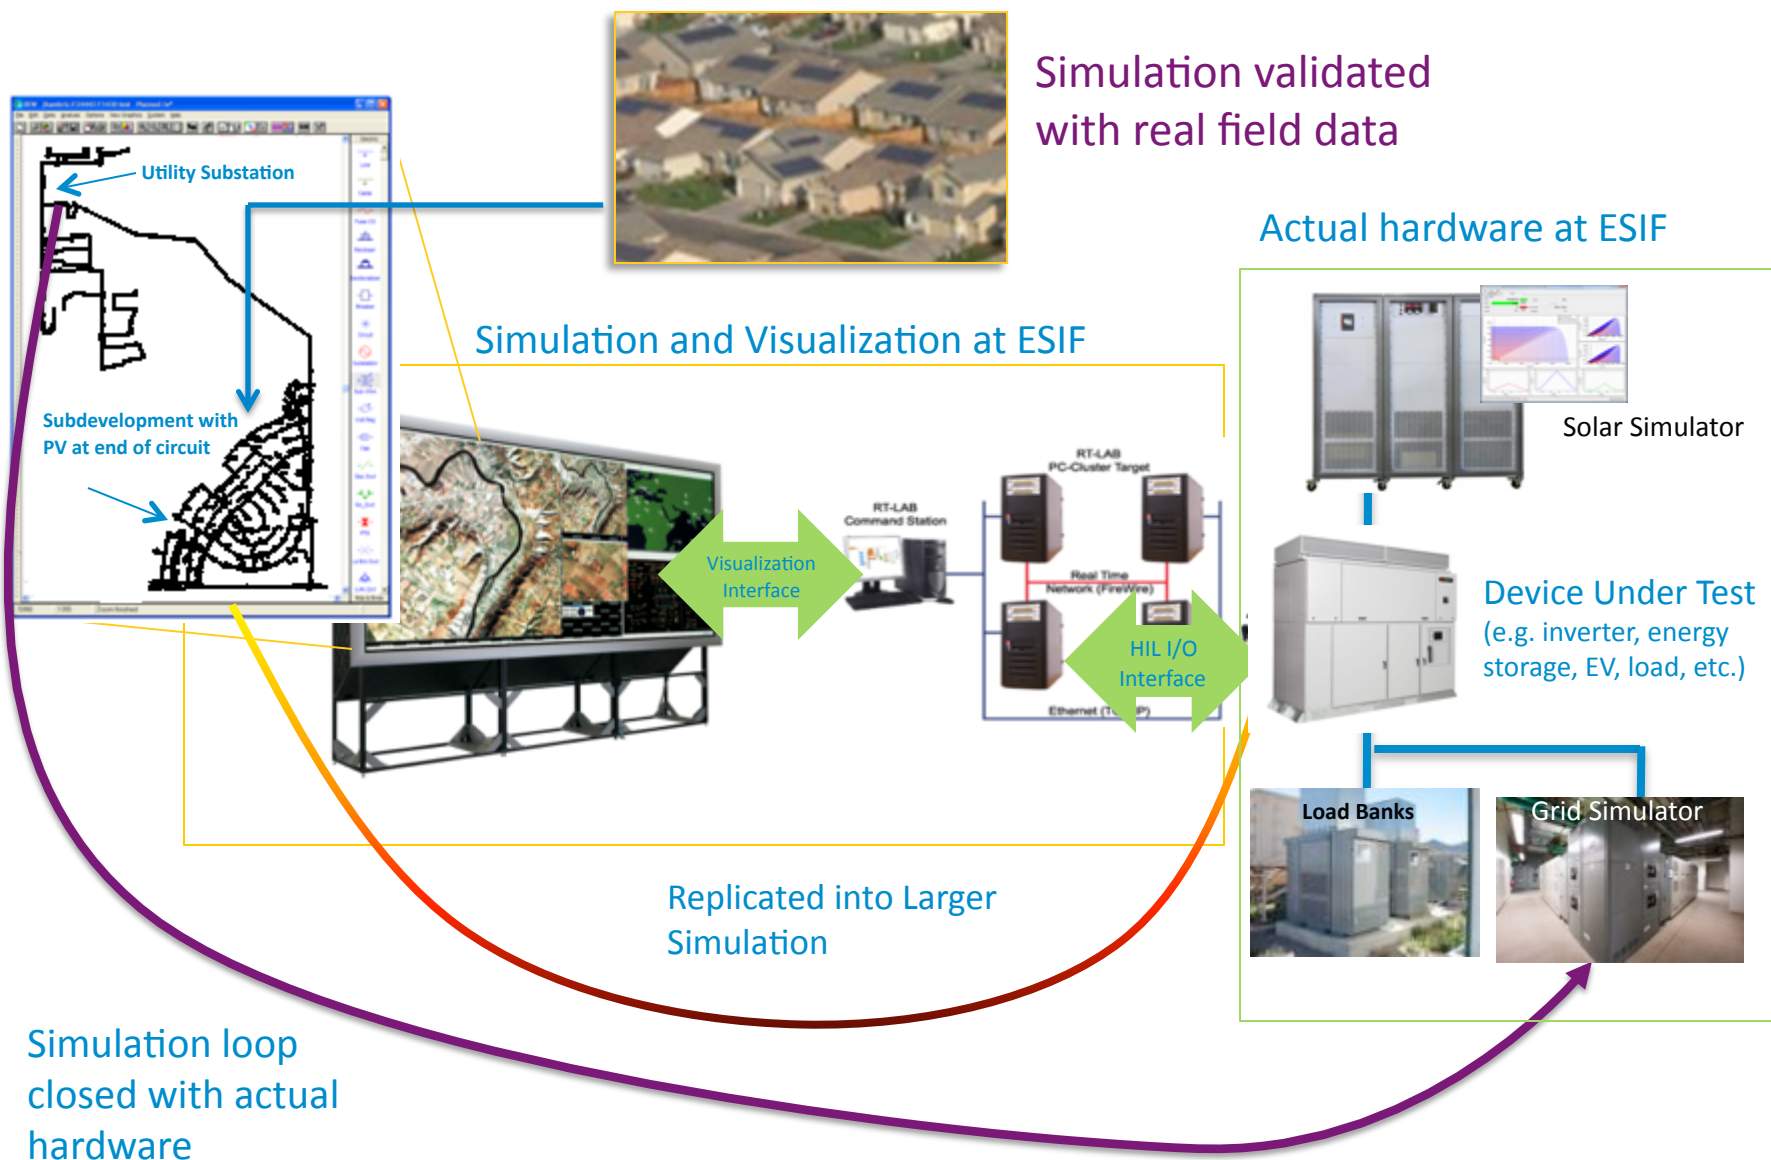 Simulation validated
with real field data
Utility Substation
Actual hardware at ESIF
Simulation and Visualization at ESIF
Subdevelopment with
PV at end of circuit
Solar Simulator
RT-LAB
PC-Cluster Target
RT-LAB
Command Station
Visualization
Interface
Real Time
Network (FireWire)
Device Under Test
(e.g. inverter, energy
storage, EV, load, etc.)
HIL I/O
Interface
Ethernet
Load Banks
Grid Simulator
Replicated into Larger
Simulation
Simulation loop
closed with actual
hardware